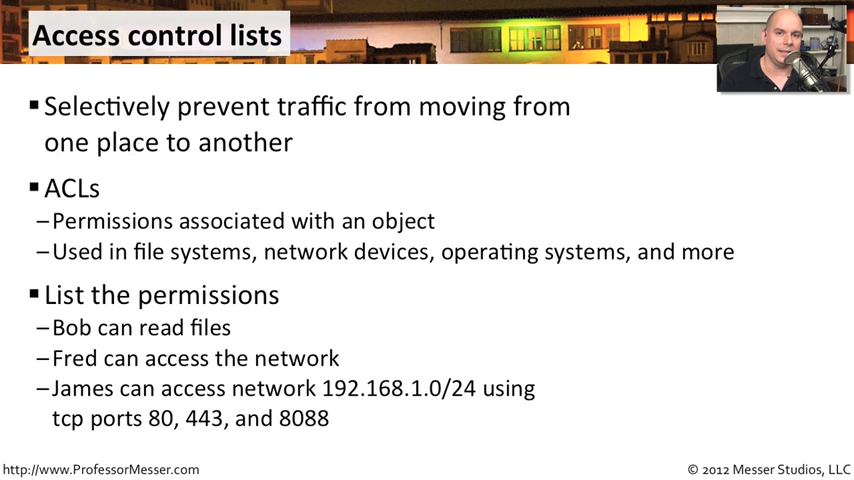 Access control lists
▪ Selectively prevent traffic from moving from
one place to another
▪ ACLs
– Permissions associated with an object
– Used in file systems, network devices, operating systems, and more
▪ List the permissions
– Bob can read files
– Fred can access the network
– James can access network 192.168.1.0/24 using
tcp ports 80, 443, and 8088
http://www.ProfessorMesser.com
© 2012 Messer Studios, LLC